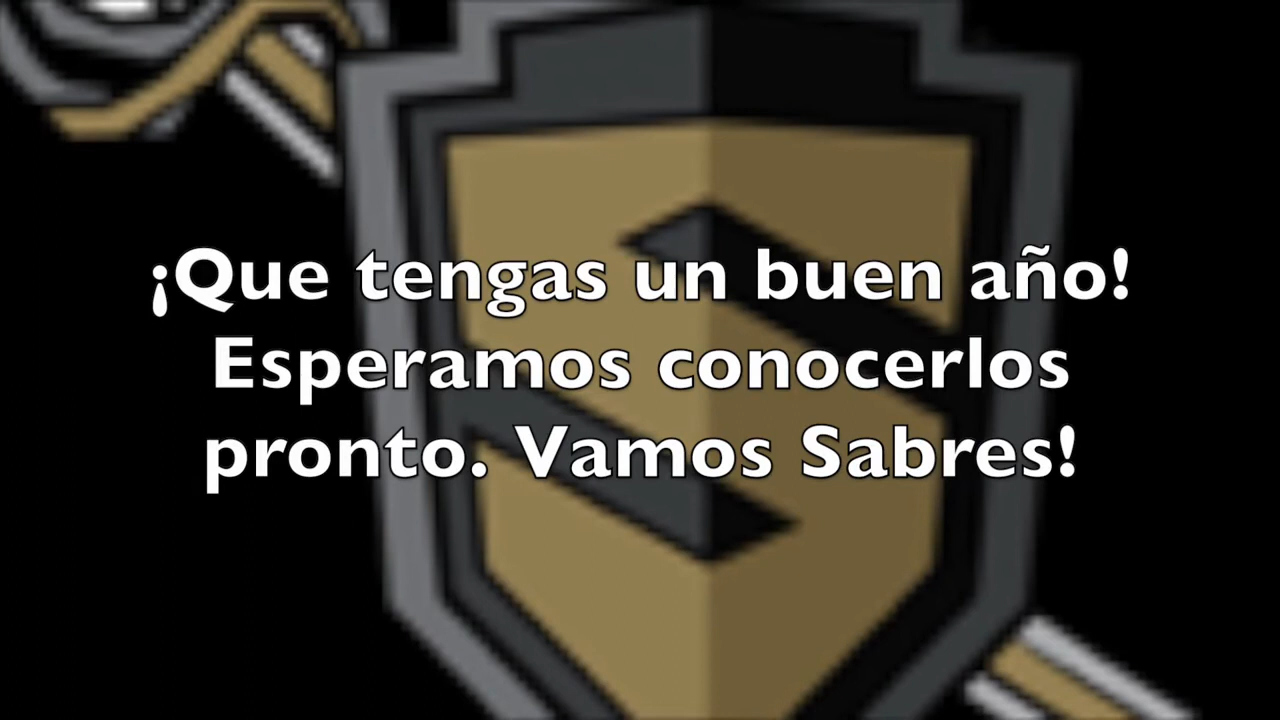 ¡Que tengas un buen año!
Esperamos conocerlos
pronto. Vamos Sabres!